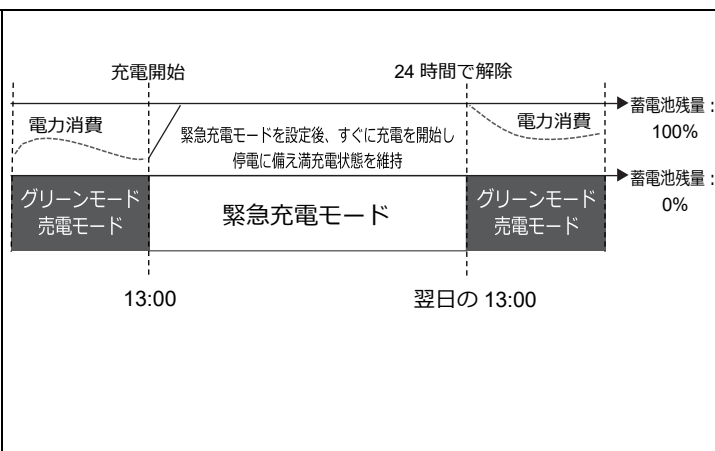 充電開始
24 時間で解除
電力消費
緊急充電モードを設定後、すぐに充電を開始し
停電に備え満充電状態を維持
電力消費
蓄電池残量：
100%
蓄電池残量：
0%
グリーンモード
売電モード
緊急充電モード
グリーンモード
売電モード
13:00
翌日の 13:00